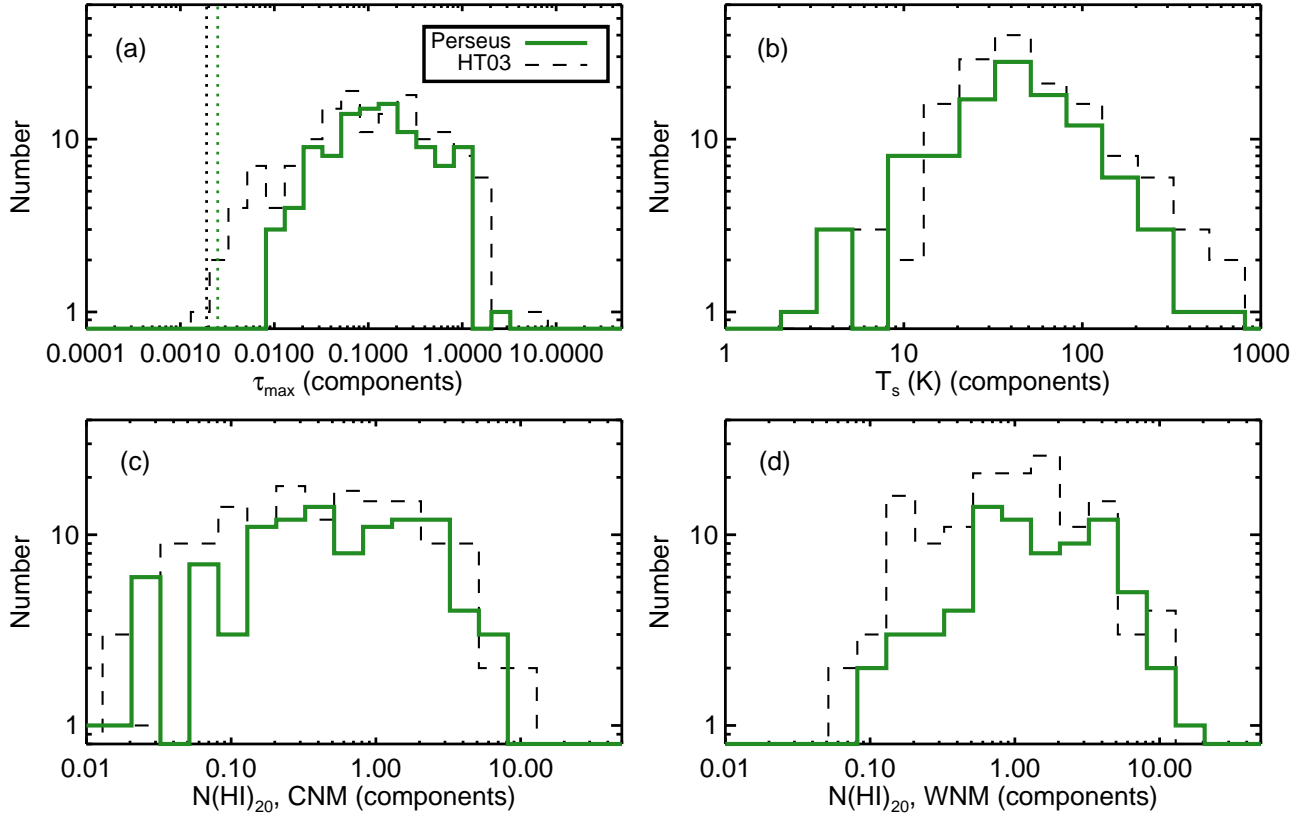 (a)
Perseus
HT03
Number
10
1
0.0001 0.0010 0.0100 0.1000 1.0000 10.0000
τmax (components)
(b)
Number
10
1
1 10 100 1000
Ts (K) (components)
(c)
Number
10
1
0.01 0.10 1.00 10.00
N(HI)20, CNM (components)
(d)
Number
10
1
0.01 0.10 1.00 10.00
N(HI)20, WNM (components)